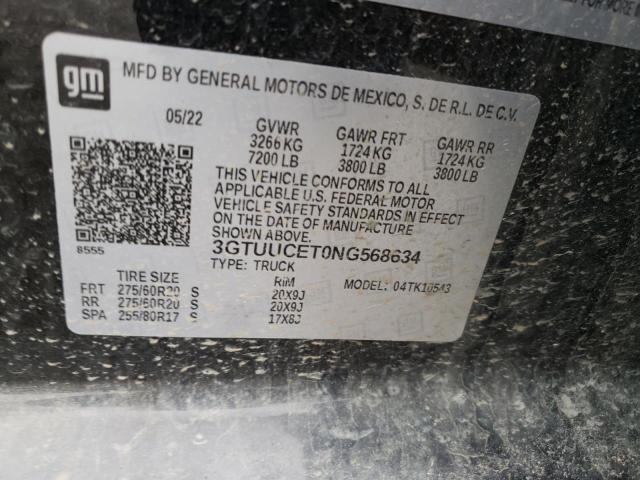 FOR MORE
gm
MFD BY GENERAL MOTORS DE MEXICO, S. DE R.L. DE C.V.
05/22 GVWR GAWR FRT GAWR RR
3266 KG 1724 KG 1724 KG
7200 LB 3800 LB 3800 LB
THIS VEHICLE CONFORMS TO ALL
APPLICABLE U.S. FEDERAL MOTOR
VEHICLE SAFETY STANDARDS IN EFFECT
ON THE DATE OF MANUFACTURE
SHOWN ABOVE.
8555
3GTUUCET0NG568634
TYPE: TRUCK
TIRE SIZE RIM MODEL: 04TK10543
FRT 275/60R20 S 20X9J
RR 275/60R20 S 20X9J
SPA 255/80R17 S 17X8J